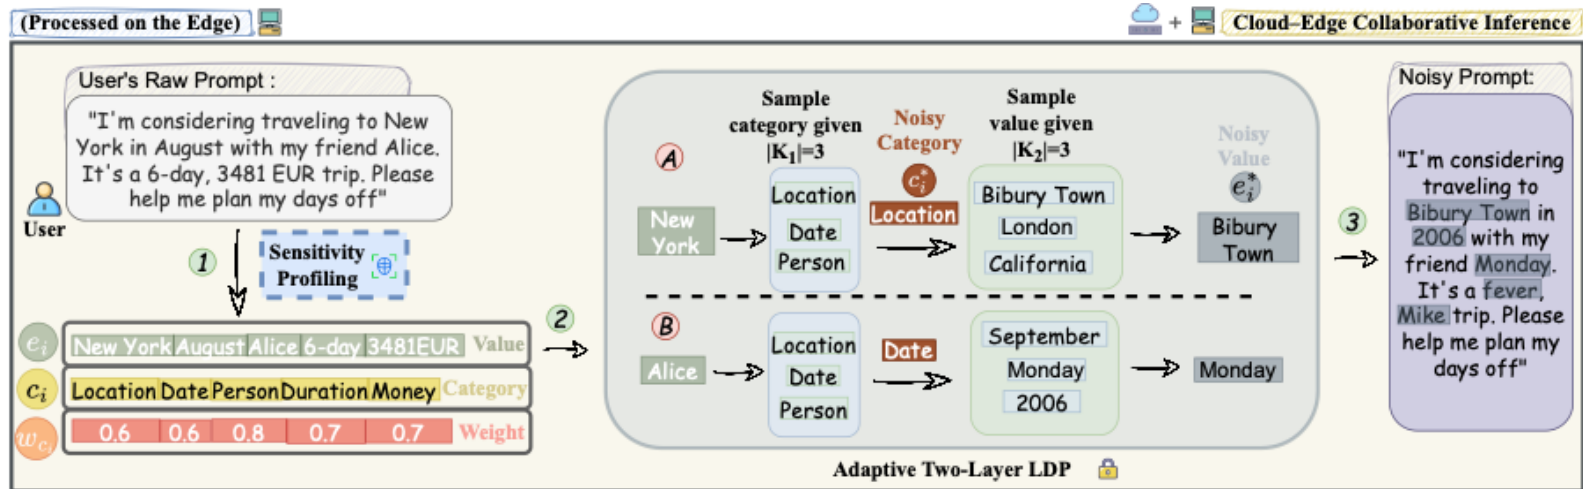 (Processed on the Edge)
+ Cloud–Edge Collaborative Inference
User's Raw Prompt :
"I'm considering traveling to New
York in August with my friend Alice.
It's a 6-day, 3481 EUR trip. Please
help me plan my days off"
User
1
Sensitivity
Profiling
e_i New York August Alice 6-day 3481EUR Value
c_i Location Date Person Duration Money Category
w_{c_i} 0.6 0.6 0.8 0.7 0.7 Weight
2
A
New
York
Sample
category given
|K₁|=3
Location
Date
Person
Noisy
Category
c_i^*
Location
Sample
value given
|K₂|=3
Bibury Town
London
California
Noisy
Value
e_i^*
Bibury
Town
B
Alice
Location
Date
Person
Date
September
Monday
2006
Monday
Adaptive Two-Layer LDP
3
Noisy Prompt:
"I'm considering
traveling to
Bibury Town in
2006 with my
friend Monday.
It's a fever,
Mike trip. Please
help me plan my
days off"